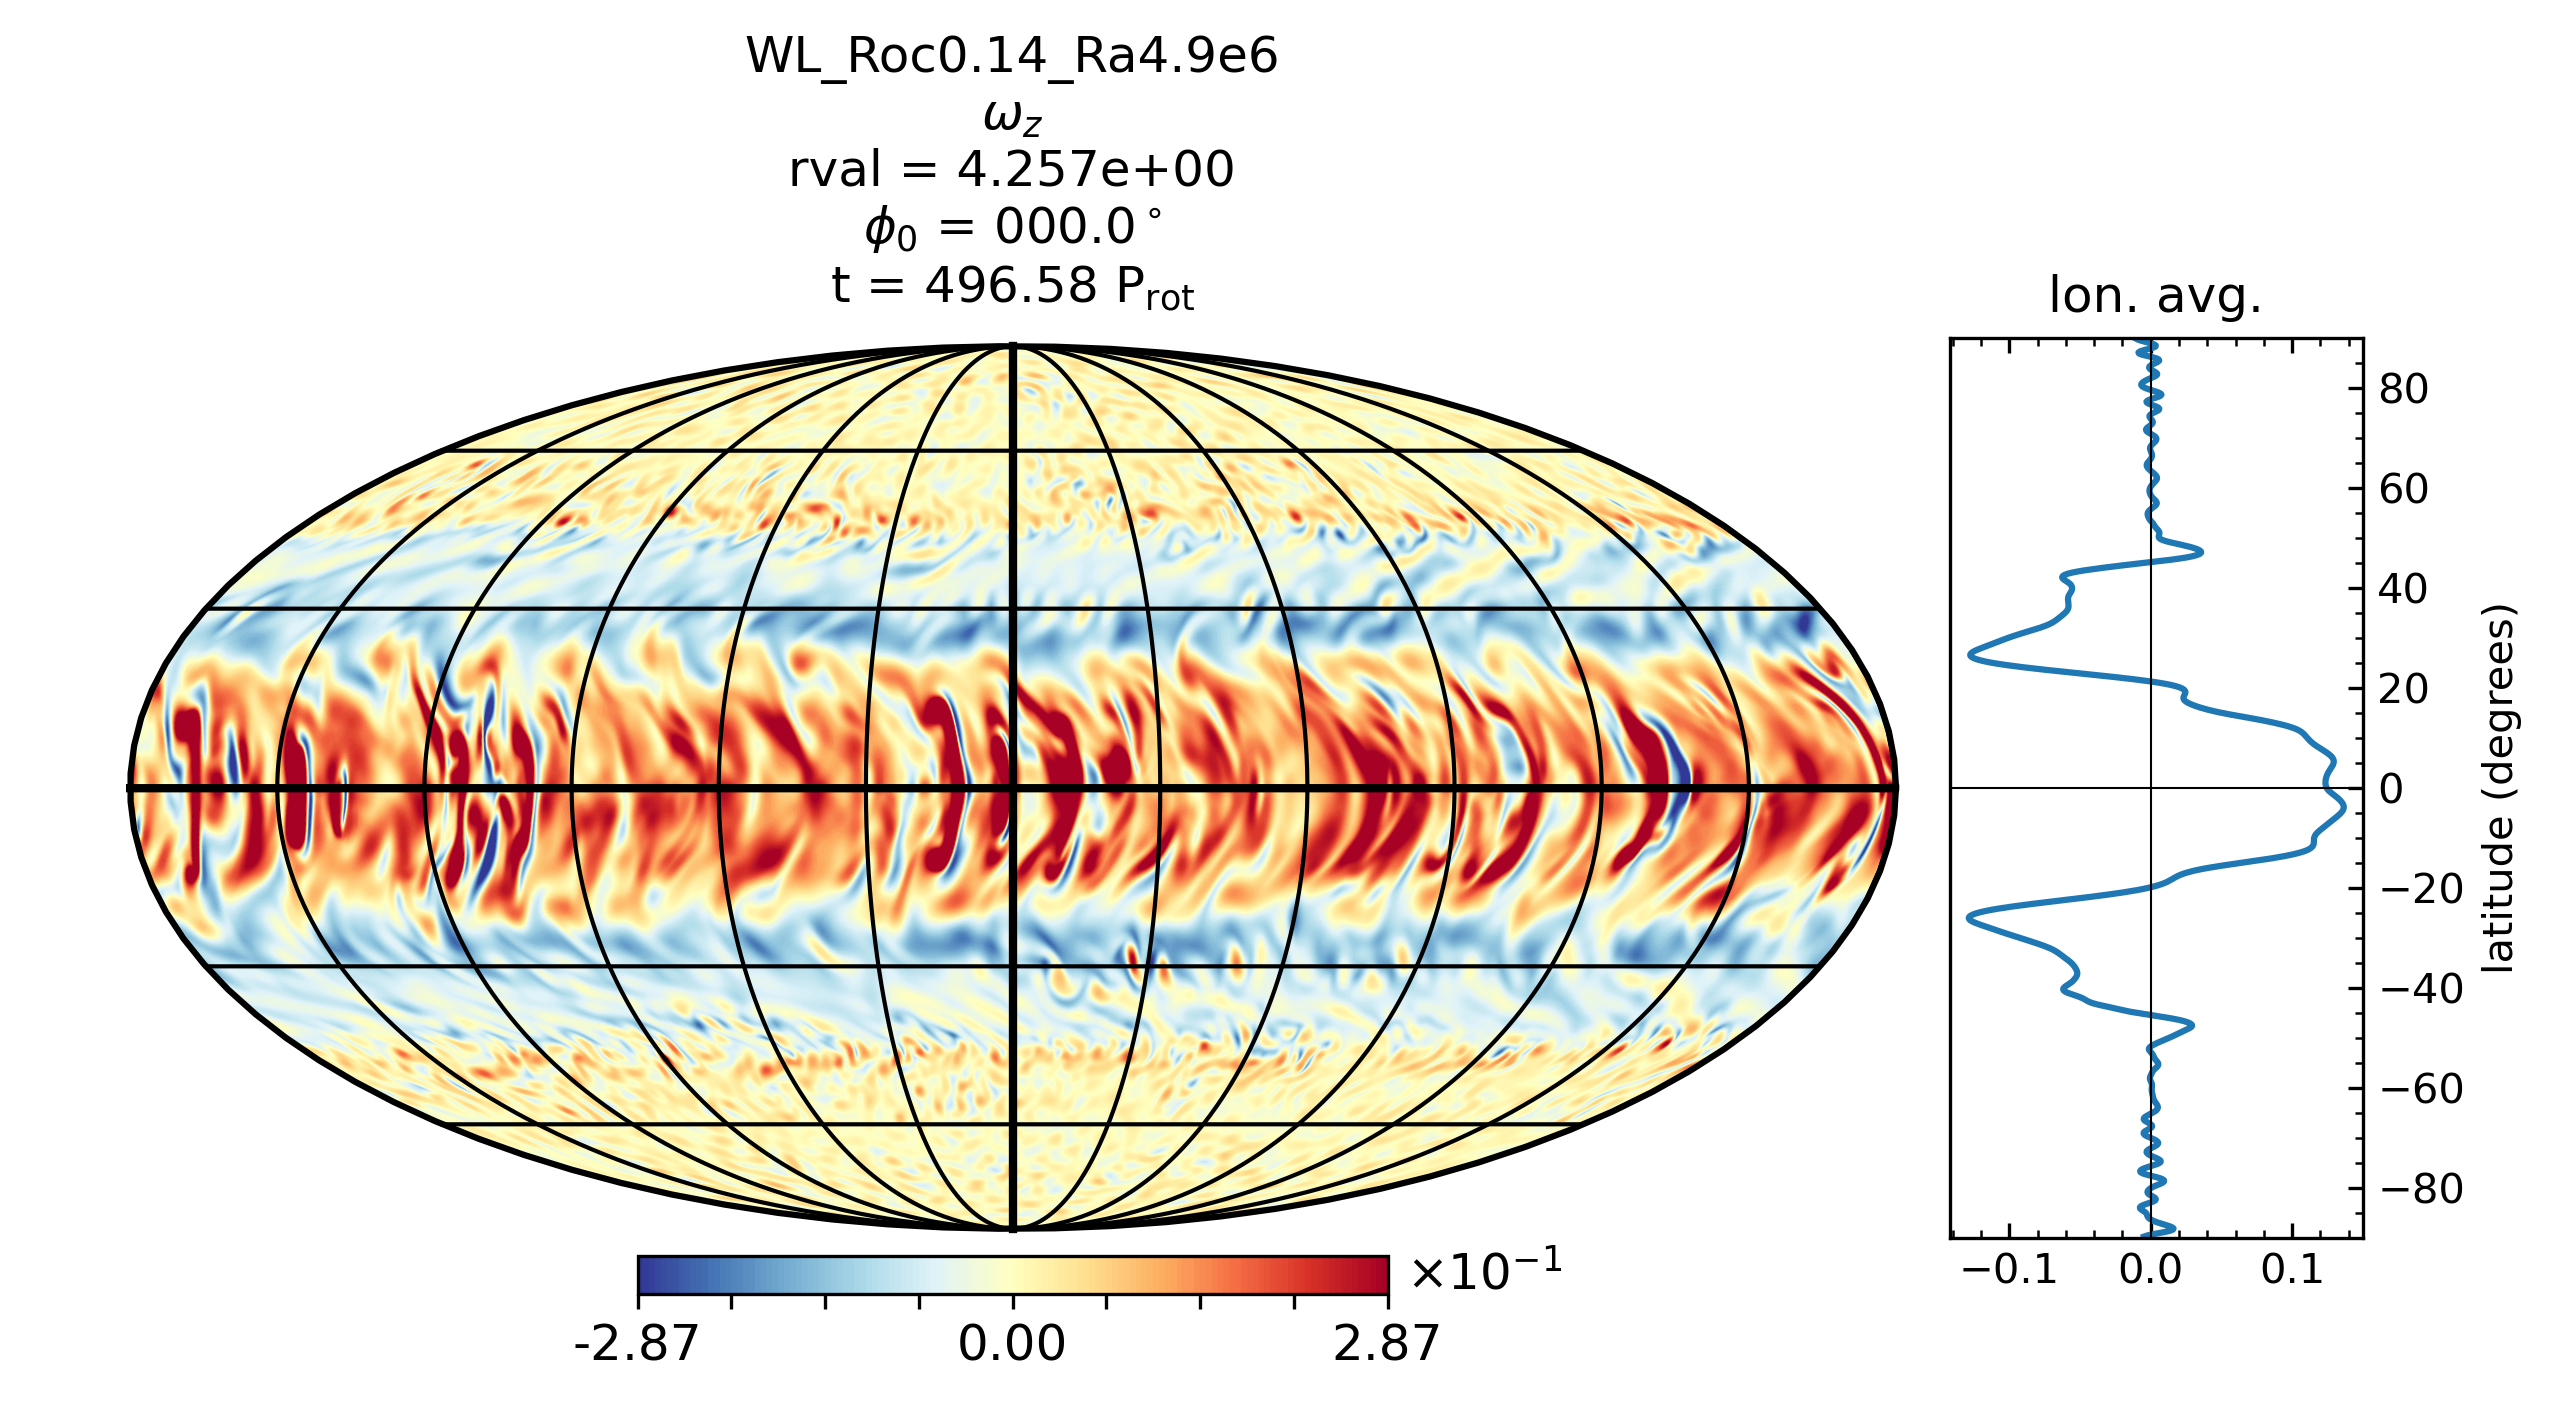 WL_Roc0.14_Ra4.9e6
ω_z
rval = 4.257e+00
ϕ₀ = 000.0°
t = 496.58 P_rot
lon. avg.
80
60
40
20
0
−20
−40
−60
−80
latitude (degrees)
−0.1 0.0 0.1
×10⁻¹
-2.87 0.00 2.87